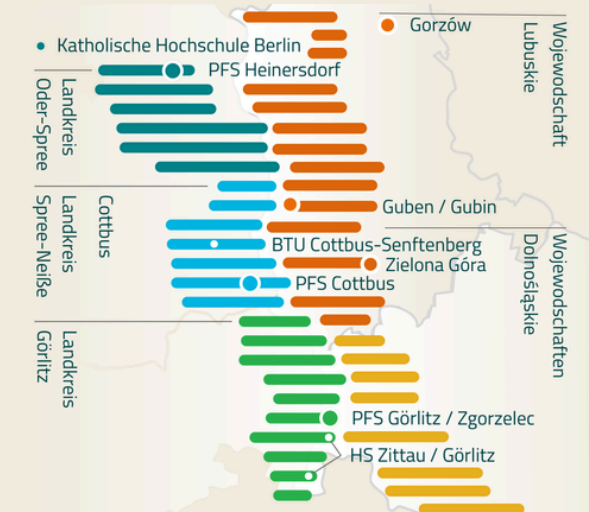 Gorzów
Wojewodschaft
Lubuskie
Katholische Hochschule Berlin
PFS Heinersdorf
Landkreis
Oder-Spree
Guben / Gubin
Cottbus
Landkreis
Spree-Neiße
BTU Cottbus-Senftenberg
Zielona Góra
PFS Cottbus
Wojewodschaften
Dolnośląskie
Landkreis
Görlitz
PFS Görlitz / Zgorzelec
HS Zittau / Görlitz